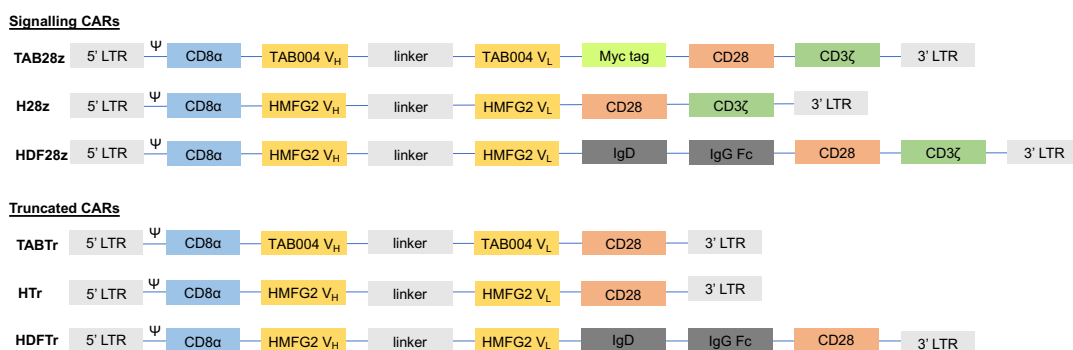 Signalling CARs
TAB28z 5' LTR Ψ CD8α TAB004 VH linker TAB004 VL Myc tag CD28 CD3ζ 3' LTR
H28z 5' LTR Ψ CD8α HMFG2 VH linker HMFG2 VL CD28 CD3ζ 3' LTR
HDF28z 5' LTR Ψ CD8α HMFG2 VH linker HMFG2 VL IgD IgG Fc CD28 CD3ζ 3' LTR
Truncated CARs
TABTr 5' LTR Ψ CD8α TAB004 VH linker TAB004 VL CD28 3' LTR
HTr 5' LTR Ψ CD8α HMFG2 VH linker HMFG2 VL CD28 3' LTR
HDFTr 5' LTR Ψ CD8α HMFG2 VH linker HMFG2 VL IgD IgG Fc CD28 3' LTR